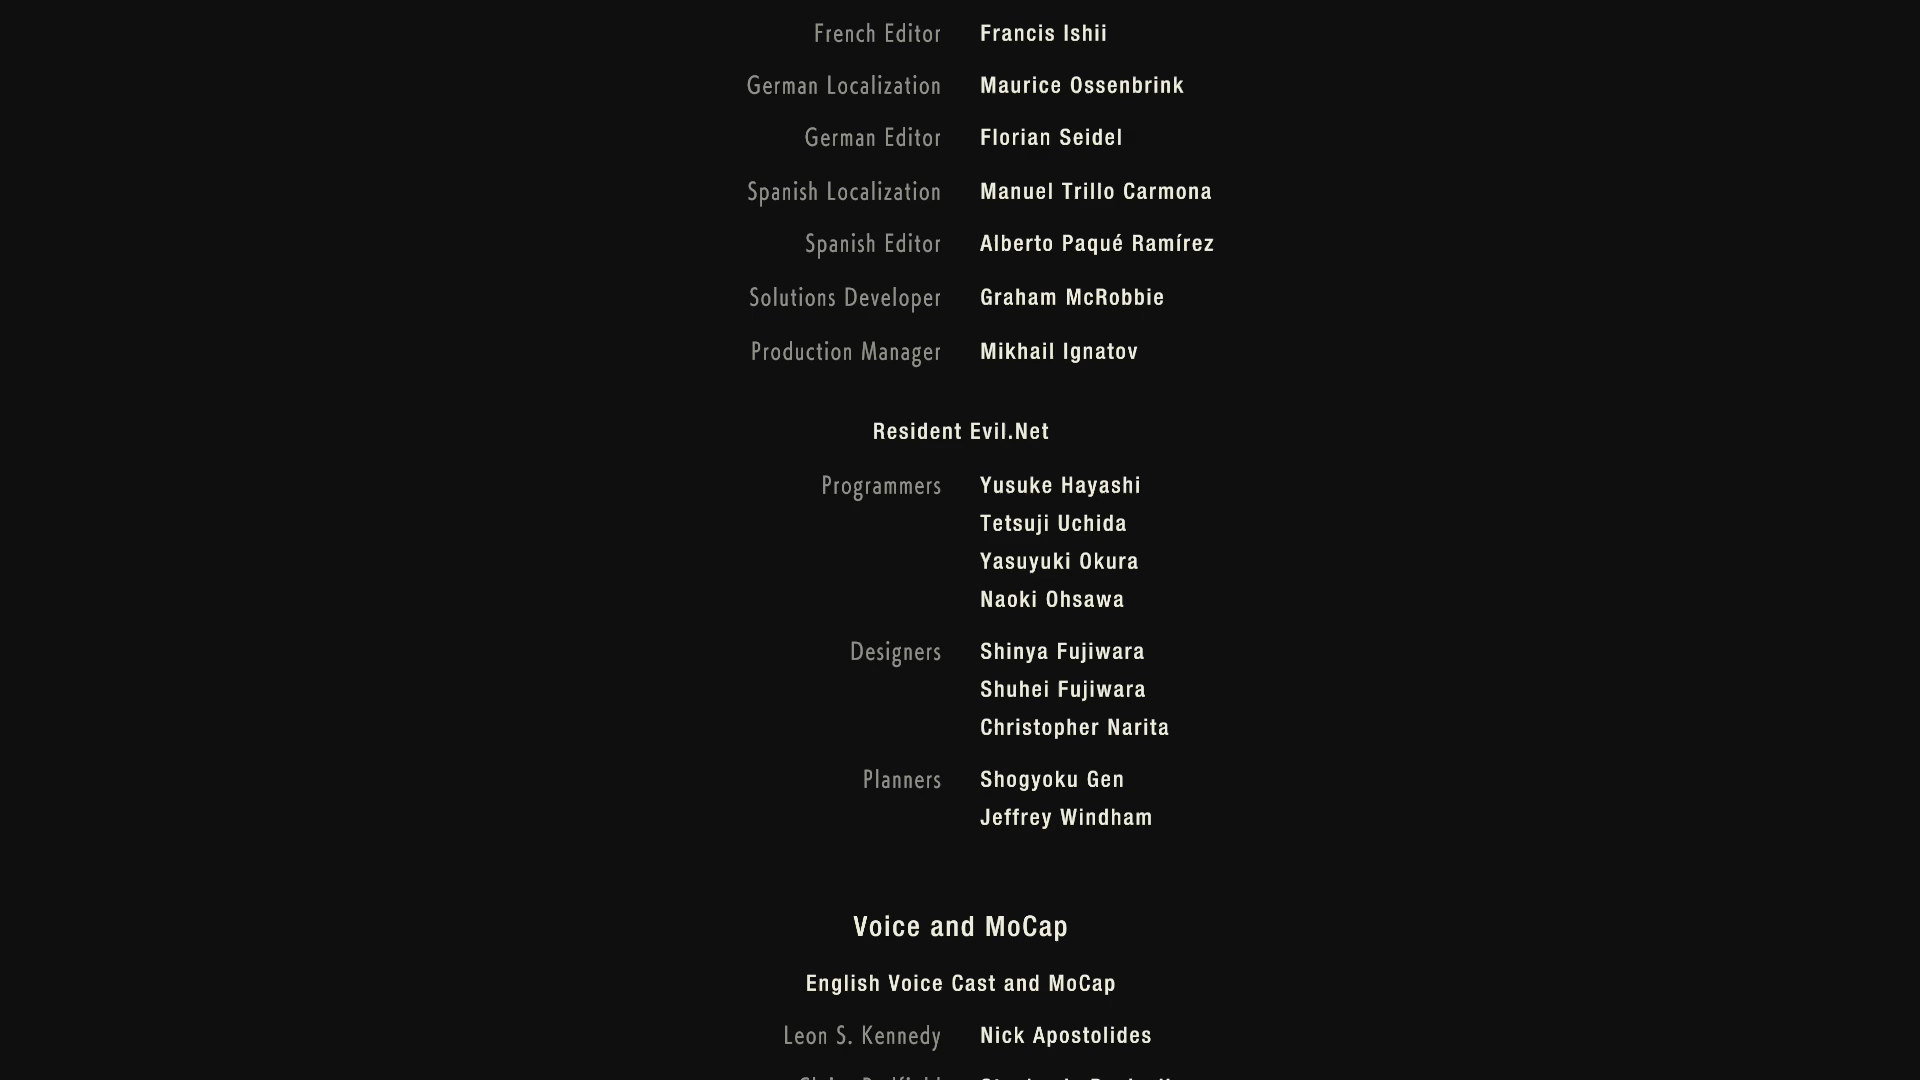 French Editor Francis Ishii
German Localization Maurice Ossenbrink
German Editor Florian Seidel
Spanish Localization Manuel Trillo Carmona
Spanish Editor Alberto Paqué Ramírez
Solutions Developer Graham McRobbie
Production Manager Mikhail Ignatov
Resident Evil.Net
Programmers Yusuke Hayashi
Tetsuji Uchida
Yasuyuki Okura
Naoki Ohsawa
Designers Shinya Fujiwara
Shuhei Fujiwara
Christopher Narita
Planners Shogyoku Gen
Jeffrey Windham
Voice and MoCap
English Voice Cast and MoCap
Leon S. Kennedy Nick Apostolides